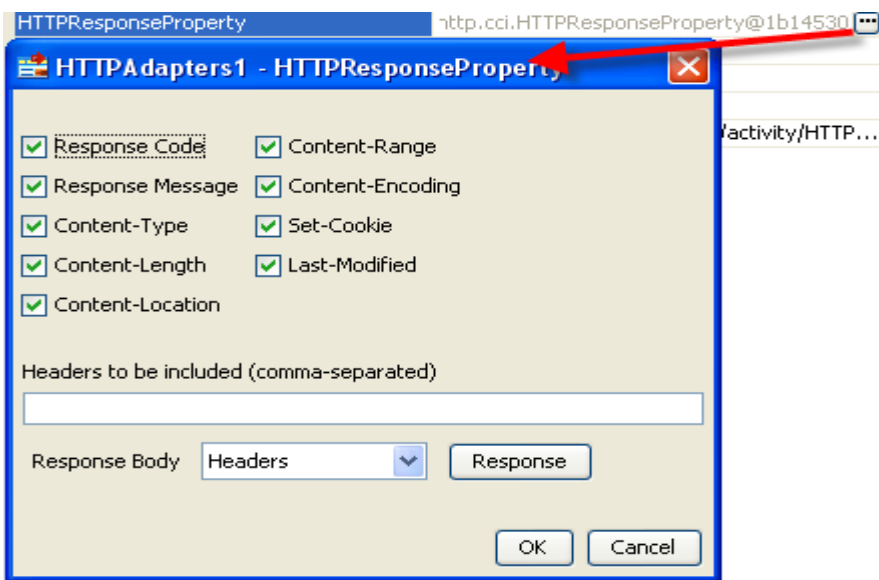 HTTPResponseProperty http.cci.HTTPResponseProperty@1b14530
HTTPAdapters1 - HTTPResponseProperty
/activity/HTTP...
Response Code Content-Range
Response Message Content-Encoding
Content-Type Set-Cookie
Content-Length Last-Modified
Content-Location
Headers to be included (comma-separated)
Response Body Headers Response
OK Cancel